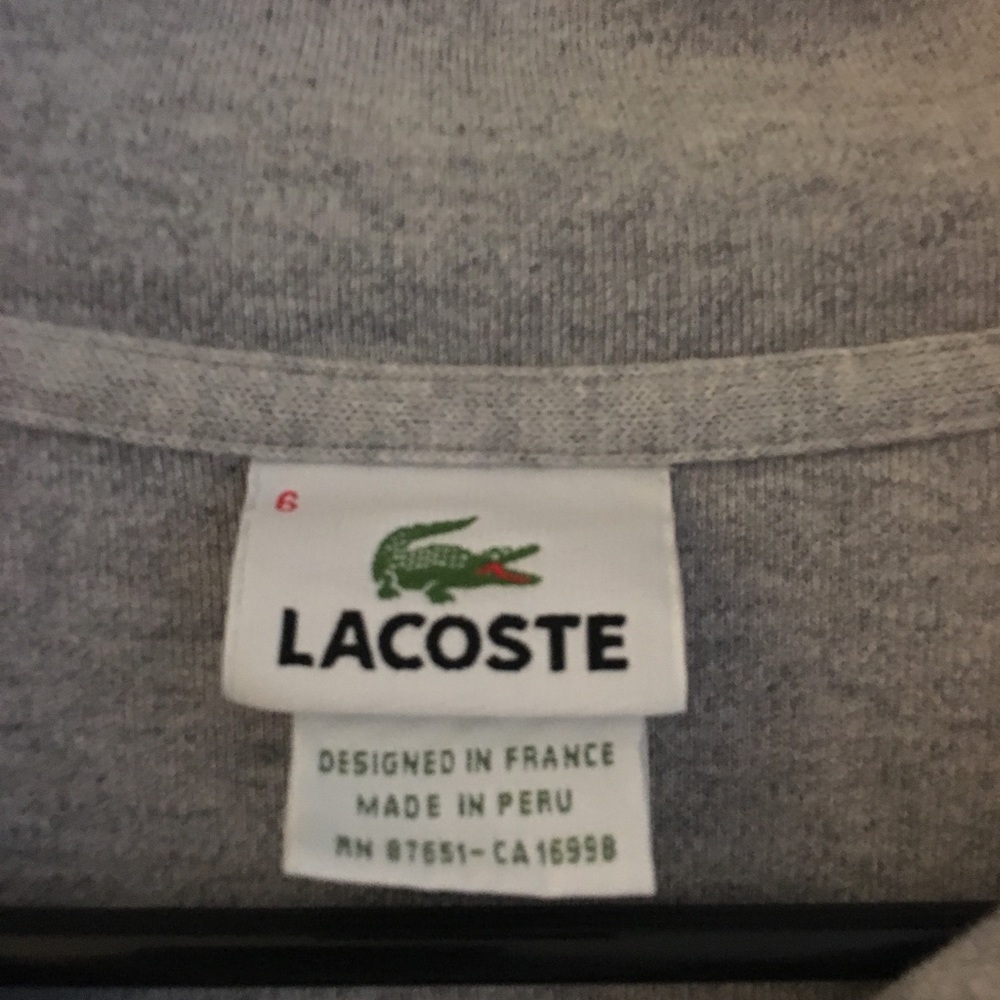 6
LACOSTE
DESIGNED IN FRANCE
MADE IN PERU
RN 87651-CA 16998